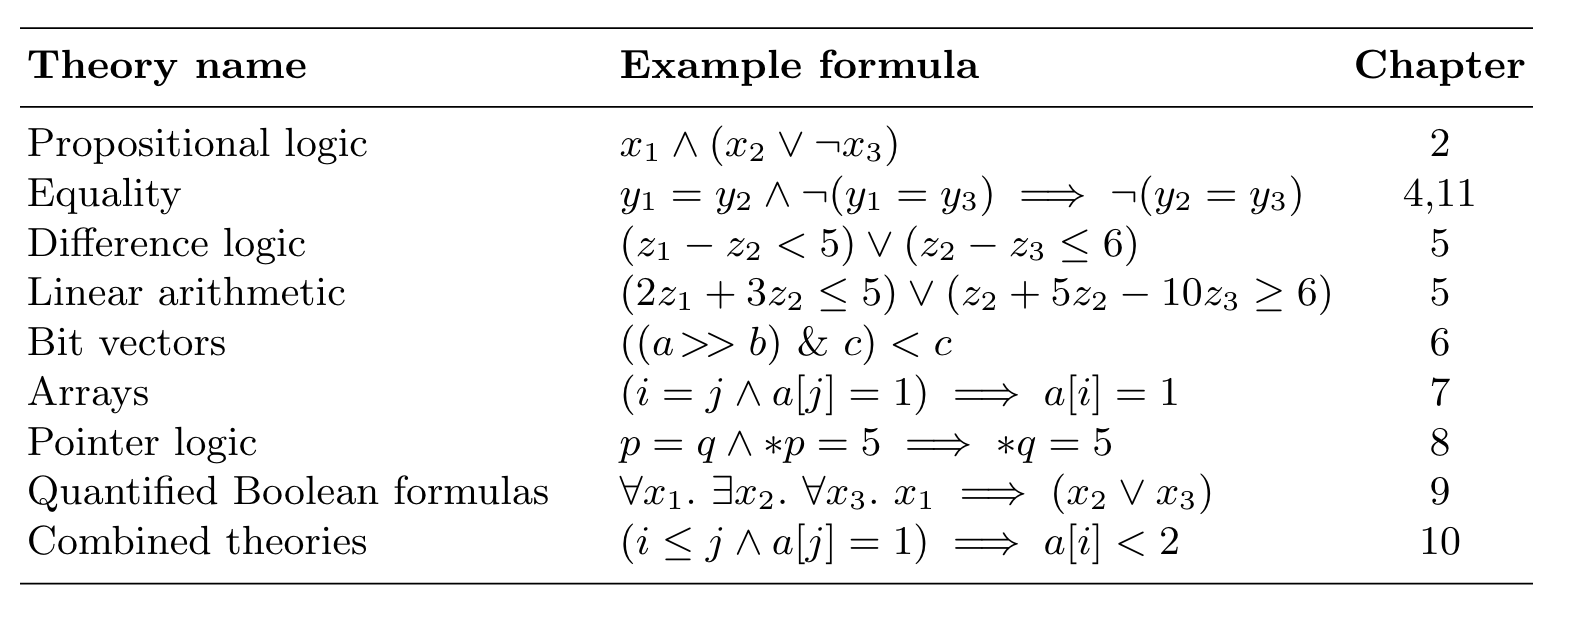 Theory name Example formula Chapter
Propositional logic x₁ ∧ (x₂ ∨ ¬x₃) 2
Equality y₁ = y₂ ∧ ¬(y₁ = y₃) ⟹ ¬(y₂ = y₃) 4,11
Difference logic (z₁ − z₂ < 5) ∨ (z₂ − z₃ ≤ 6) 5
Linear arithmetic (2z₁ + 3z₂ ≤ 5) ∨ (z₂ + 5z₂ − 10z₃ ≥ 6) 5
Bit vectors ((a >> b) & c) < c 6
Arrays (i = j ∧ a[j] = 1) ⟹ a[i] = 1 7
Pointer logic p = q ∧ ∗p = 5 ⟹ ∗q = 5 8
Quantified Boolean formulas ∀x₁. ∃x₂. ∀x₃. x₁ ⟹ (x₂ ∨ x₃) 9
Combined theories (i ≤ j ∧ a[j] = 1) ⟹ a[i] < 2 10